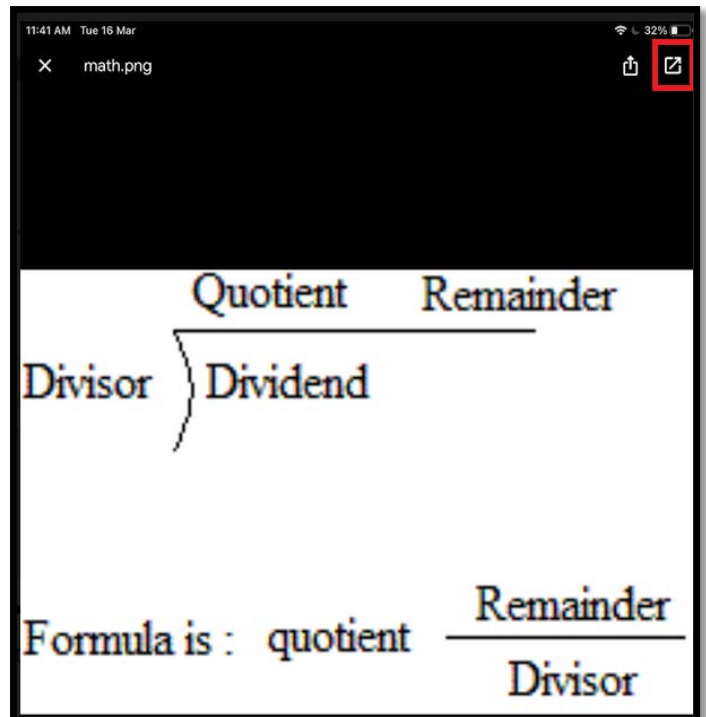 11:41 AM Tue 16 Mar 32%
math.png
Quotient Remainder
Divisor Dividend
Formula is : quotient Remainder
Divisor